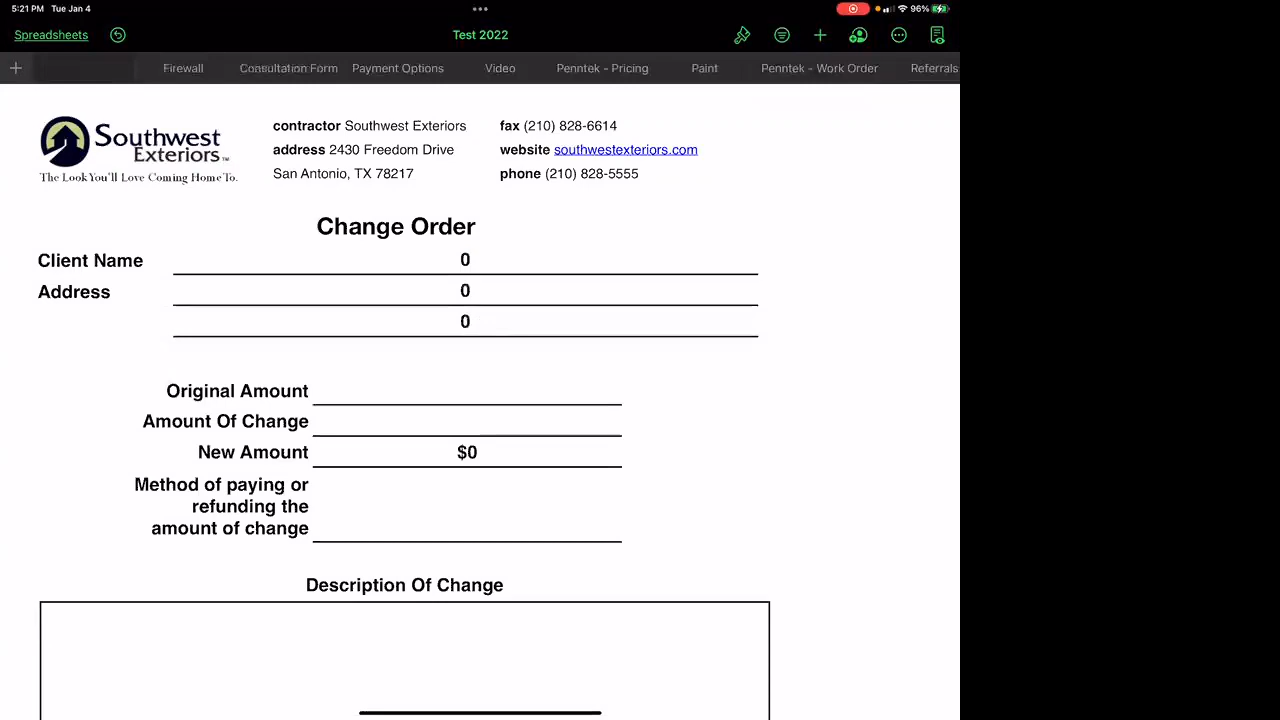 5:21 PM Tue Jan 4
96%
Spreadsheets
Test 2022
Firewall Consultation Form Payment Options Video Penntek - Pricing Paint Penntek - Work Order Referrals
Southwest
Exteriors™
The Look You'll Love Coming Home To.
contractor Southwest Exteriors fax (210) 828-6614
address 2430 Freedom Drive website southwestexteriors.com
San Antonio, TX 78217 phone (210) 828-5555
Change Order
Client Name 0
Address 0
0
Original Amount
Amount Of Change
New Amount $0
Method of paying or
refunding the
amount of change
Description Of Change